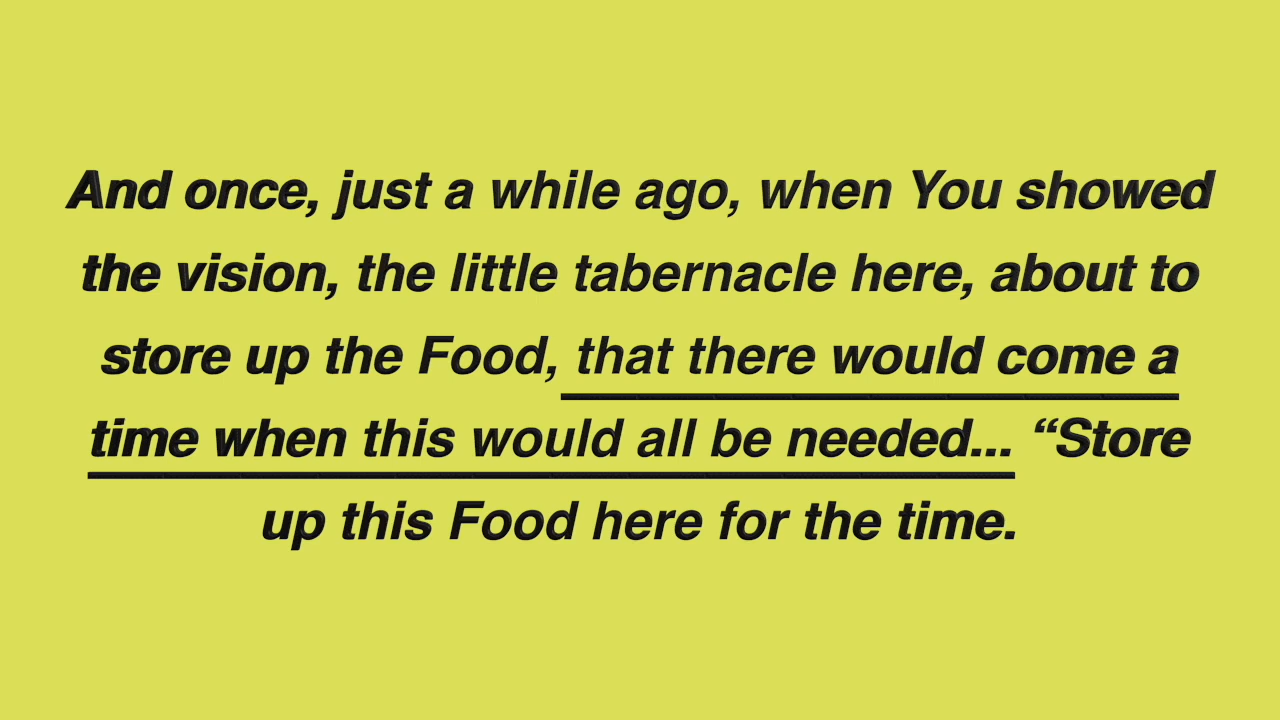 And once, just a while ago, when You showed
the vision, the little tabernacle here, about to
store up the Food, that there would come a
time when this would all be needed... “Store
up this Food here for the time.